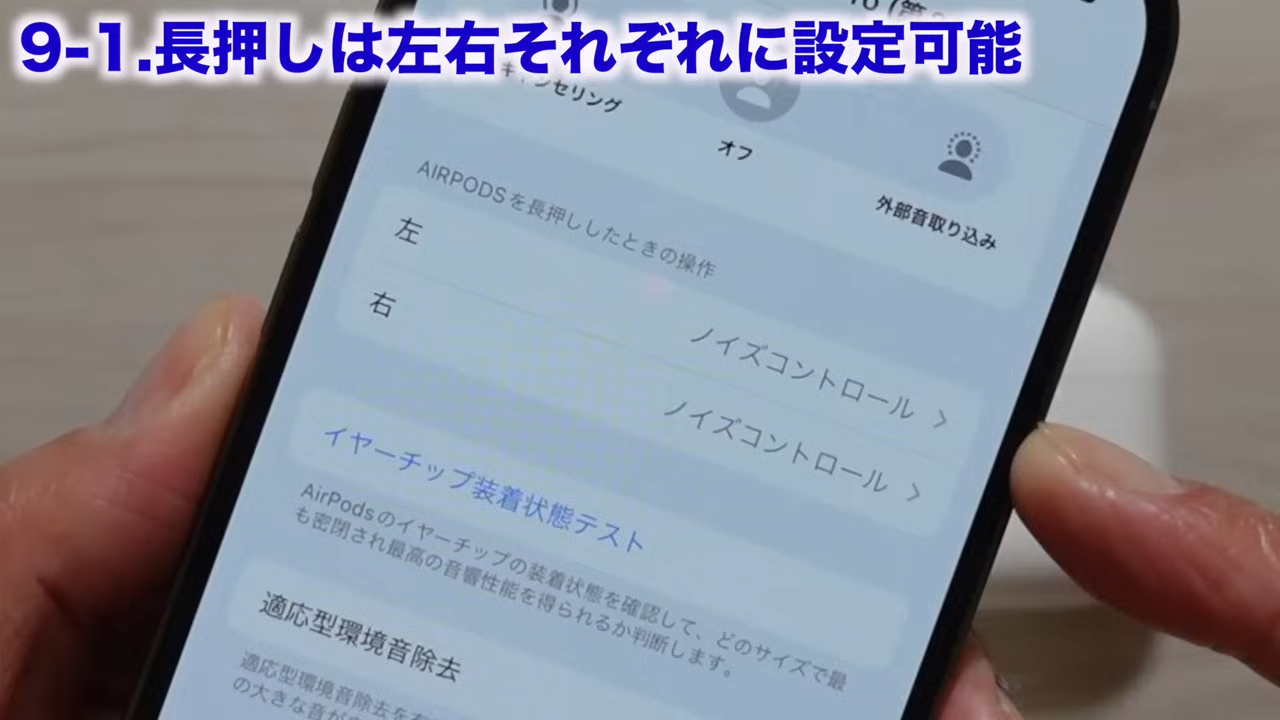 9-1.長押しは左右それぞれに設定可能
キャンセリング
オフ
外部音取り込み
AIRPODSを長押ししたときの操作
左
ノイズコントロール
右
ノイズコントロール
イヤーチップ装着状態テスト
AirPodsのイヤーチップの装着状態を確認して、どのサイズで最
も密閉され最高の音響性能を得られるか判断します。
適応型環境音除去
適応型環境音除去を有
の大きな音が